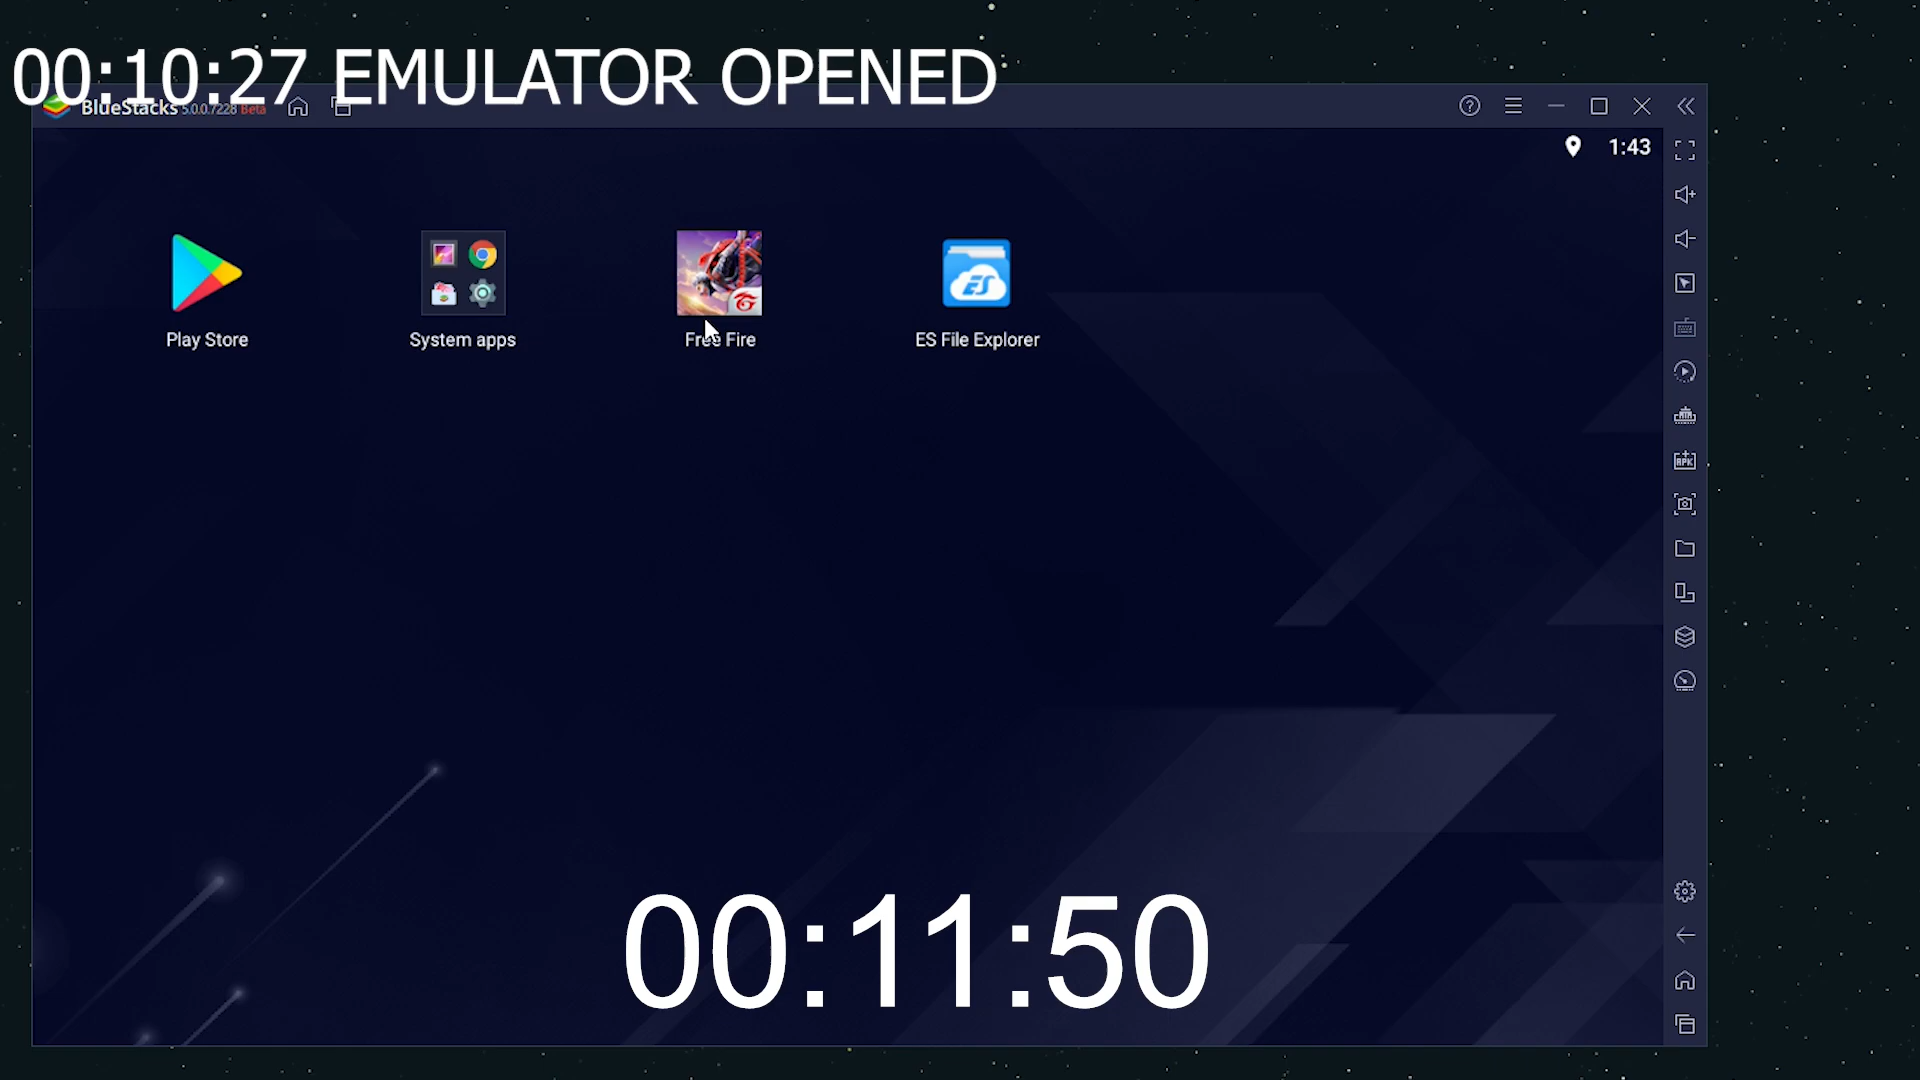 00:10:27 EMULATOR OPENED
BlueStacks 5.0.0.7228 Beta
1:43
Play Store
System apps
Free Fire
ES File Explorer
00:11:50